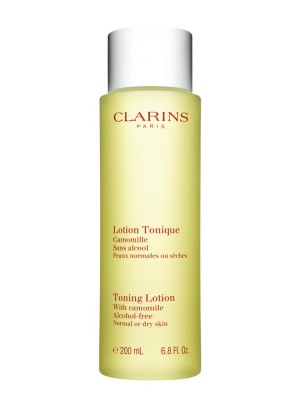 CLARINS
PARIS
Lotion Tonique
Camomille
Sans alcool
Peaux normales ou sèches
Toning Lotion
With camomile
Alcohol-free
Normal or dry skin
℮ 200 mL 6.8 Fl. Oz.